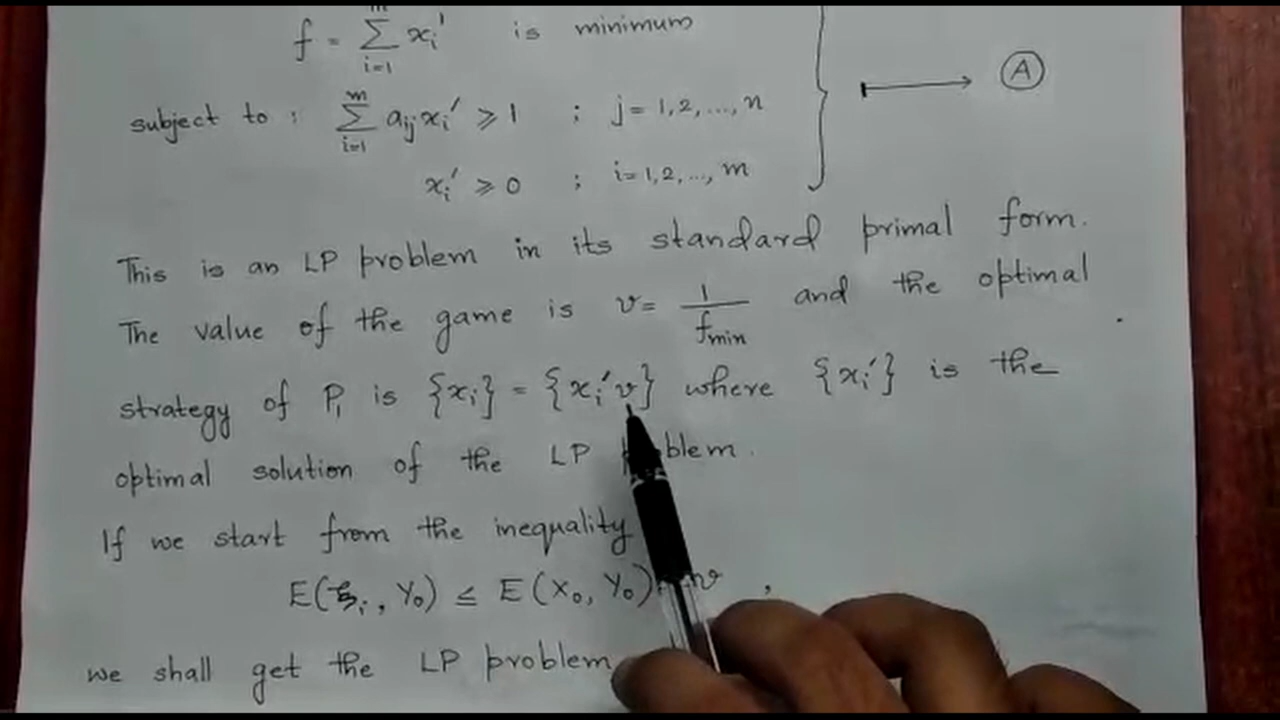 f = ∑_{i=1}^{m} x_i' is minimum
subject to : ∑_{i=1}^{m} a_{ij} x_i' ⩾ 1 ; j = 1, 2, ..., n → Ⓐ
x_i' ⩾ 0 ; i = 1, 2, ..., m
This is an LP problem in its standard primal form.
The value of the game is v = 1/f_min and the optimal
strategy of P_1 is {x_i} = {x_i' v} where {x_i'} is the
optimal solution of the LP problem.
If we start from the inequality
E(ξ_i, Y_0) ≤ E(X_0, Y_0) = v ,
we shall get the LP problem